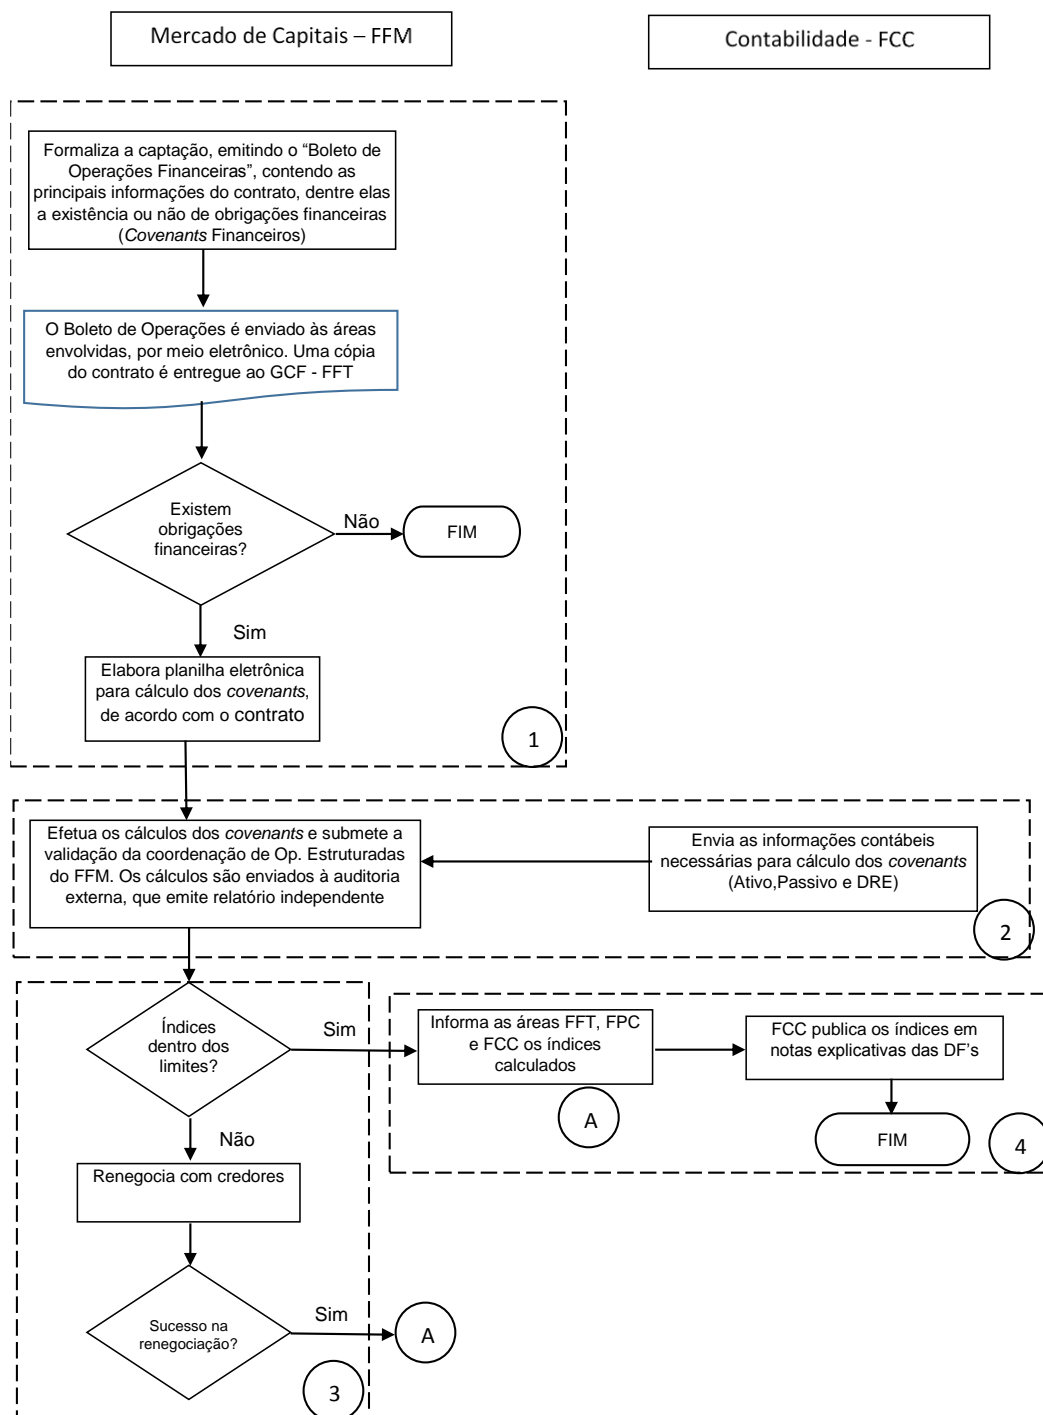 Mercado de Capitais – FFM
Contabilidade - FCC
Formaliza a captação, emitindo o “Boleto de
Operações Financeiras”, contendo as
principais informações do contrato, dentre elas
a existência ou não de obrigações financeiras
(Covenants Financeiros)
O Boleto de Operações é enviado às áreas
envolvidas, por meio eletrônico. Uma cópia
do contrato é entregue ao GCF - FFT
Existem
obrigações
financeiras?
Não
FIM
Sim
Elabora planilha eletrônica
para cálculo dos covenants,
de acordo com o contrato
1
Efetua os cálculos dos covenants e submete a
validação da coordenação de Op. Estruturadas
do FFM. Os cálculos são enviados à auditoria
externa, que emite relatório independente
Envia as informações contábeis
necessárias para cálculo dos covenants
(Ativo,Passivo e DRE)
2
Índices
dentro dos
limites?
Sim
Informa as áreas FFT, FPC
e FCC os índices
calculados
FCC publica os índices em
notas explicativas das DF’s
A
FIM
4
Não
Renegocia com credores
Sucesso na
renegociação?
Sim
A
3